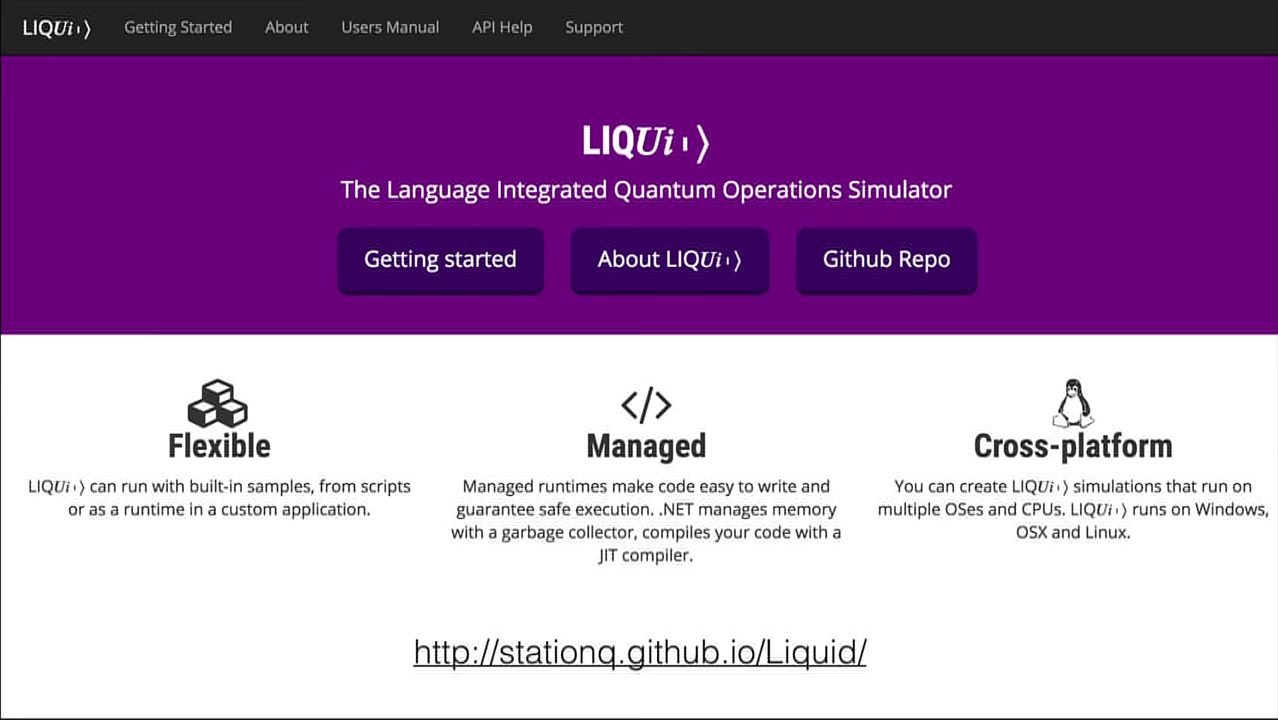 LIQUi|⟩ Getting Started About Users Manual API Help Support
LIQUi|⟩
The Language Integrated Quantum Operations Simulator
Getting started About LIQUi|⟩ Github Repo
Flexible
LIQUi|⟩ can run with built-in samples, from scripts
or as a runtime in a custom application.
Managed
Managed runtimes make code easy to write and
guarantee safe execution. .NET manages memory
with a garbage collector, compiles your code with a
JIT compiler.
Cross-platform
You can create LIQUi|⟩ simulations that run on
multiple OSes and CPUs. LIQUi|⟩ runs on Windows,
OSX and Linux.
http://stationq.github.io/Liquid/